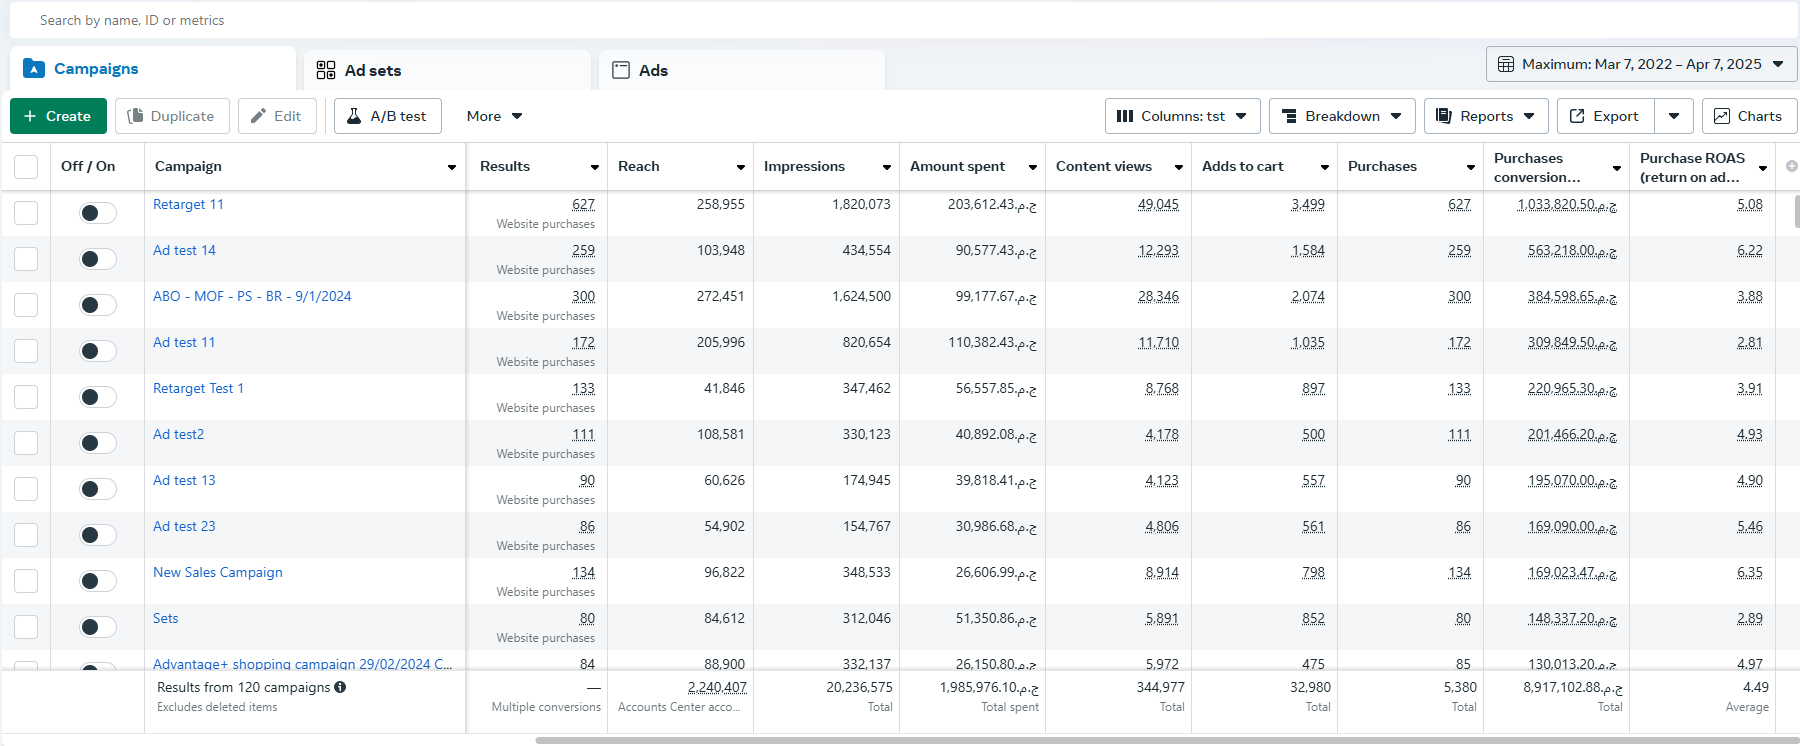 Search by name, ID or metrics
Campaigns
Ad sets
Ads
Maximum: Mar 7, 2022 – Apr 7, 2025
+ Create
Duplicate
Edit
A/B test
More
Columns: tst
Breakdown
Reports
Export
Charts
Off / On
Campaign
Results
Reach
Impressions
Amount spent
Content views
Adds to cart
Purchases
Purchases conversion...
Purchase ROAS (return on ad...
Retarget 11 627 258,955 1,820,073 203,612.43ج.م. 49,045 3,499 627 1,033,820.50ج.م. 5.08
Website purchases
Ad test 14 259 103,948 434,554 90,577.43ج.م. 12,293 1,584 259 563,218.00ج.م. 6.22
Website purchases
ABO - MOF - PS - BR - 9/1/2024 300 272,451 1,624,500 99,177.67ج.م. 28,346 2,074 300 384,598.65ج.م. 3.88
Website purchases
Ad test 11 172 205,996 820,654 110,382.43ج.م. 11,710 1,035 172 309,849.50ج.م. 2.81
Website purchases
Retarget Test 1 133 41,846 347,462 56,557.85ج.م. 8,768 897 133 220,965.30ج.م. 3.91
Website purchases
Ad test2 111 108,581 330,123 40,892.08ج.م. 4,178 500 111 201,466.20ج.م. 4.93
Website purchases
Ad test 13 90 60,626 174,945 39,818.41ج.م. 4,123 557 90 195,070.00ج.م. 4.90
Website purchases
Ad test 23 86 54,902 154,767 30,986.68ج.م. 4,806 561 86 169,090.00ج.م. 5.46
Website purchases
New Sales Campaign 134 96,822 348,533 26,606.99ج.م. 8,914 798 134 169,023.47ج.م. 6.35
Website purchases
Sets 80 84,612 312,046 51,350.86ج.م. 5,891 852 80 148,337.20ج.م. 2.89
Website purchases
Advantage+ shopping campaign 29/02/2024 C... 84 88,900 332,137 26,150.80ج.م. 5,972 475 85 130,013.20ج.م. 4.97
Results from 120 campaigns — 2,240,407 20,236,575 1,985,976.10ج.م. 344,977 32,980 5,380 8,917,102.88ج.م. 4.49
Excludes deleted items Multiple conversions Accounts Center acco... Total Total spent Total Total Total Total Average